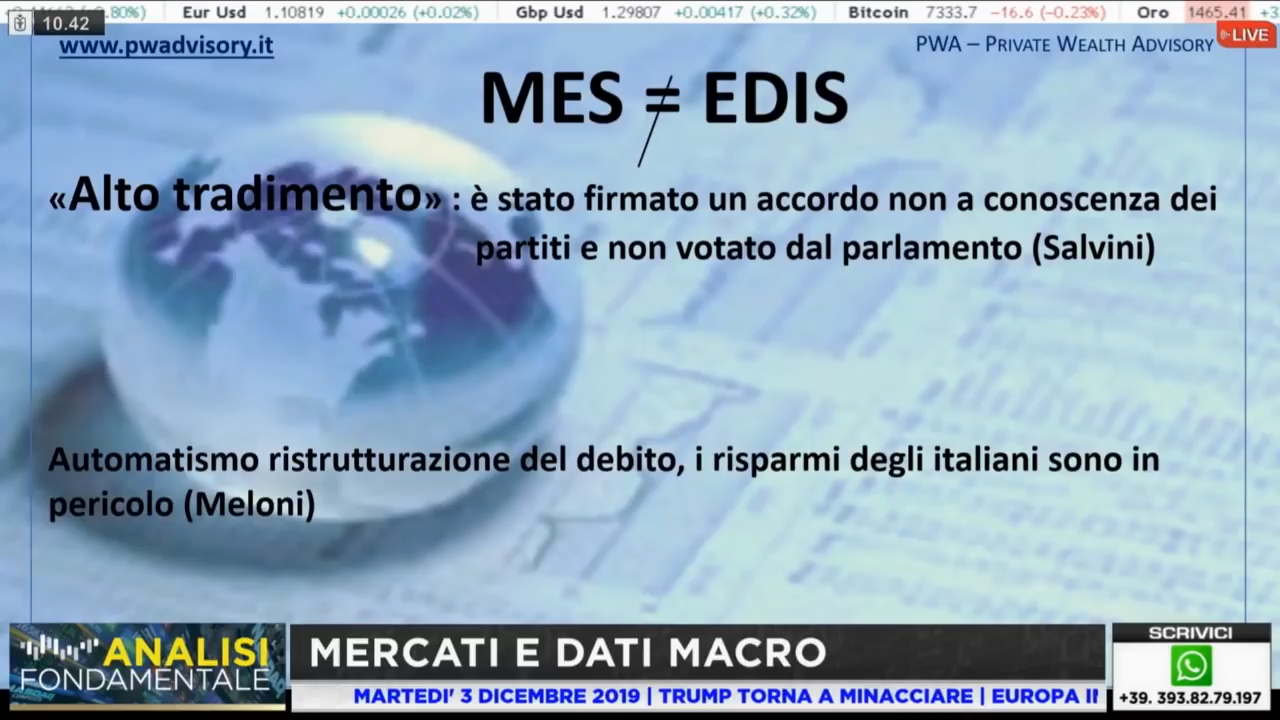 .80%) Eur Usd 1.10819 +0.00026 (+0.02%) Gbp Usd 1.29807 +0.00417 (+0.32%) Bitcoin 7333.7 −16.6 (−0.23%) Oro 1465.41 +3
10.42
LIVE
www.pwadvisory.it
PWA – Private Wealth Advisory
MES ≠ EDIS
«Alto tradimento» : è stato firmato un accordo non a conoscenza dei
partiti e non votato dal parlamento (Salvini)
Automatismo ristrutturazione del debito, i risparmi degli italiani sono in
pericolo (Meloni)
ANALISI
FONDAMENTALE
MERCATI E DATI MACRO
MARTEDI' 3 DICEMBRE 2019 | TRUMP TORNA A MINACCIARE | EUROPA
SCRIVICI
+39. 393.82.79.197